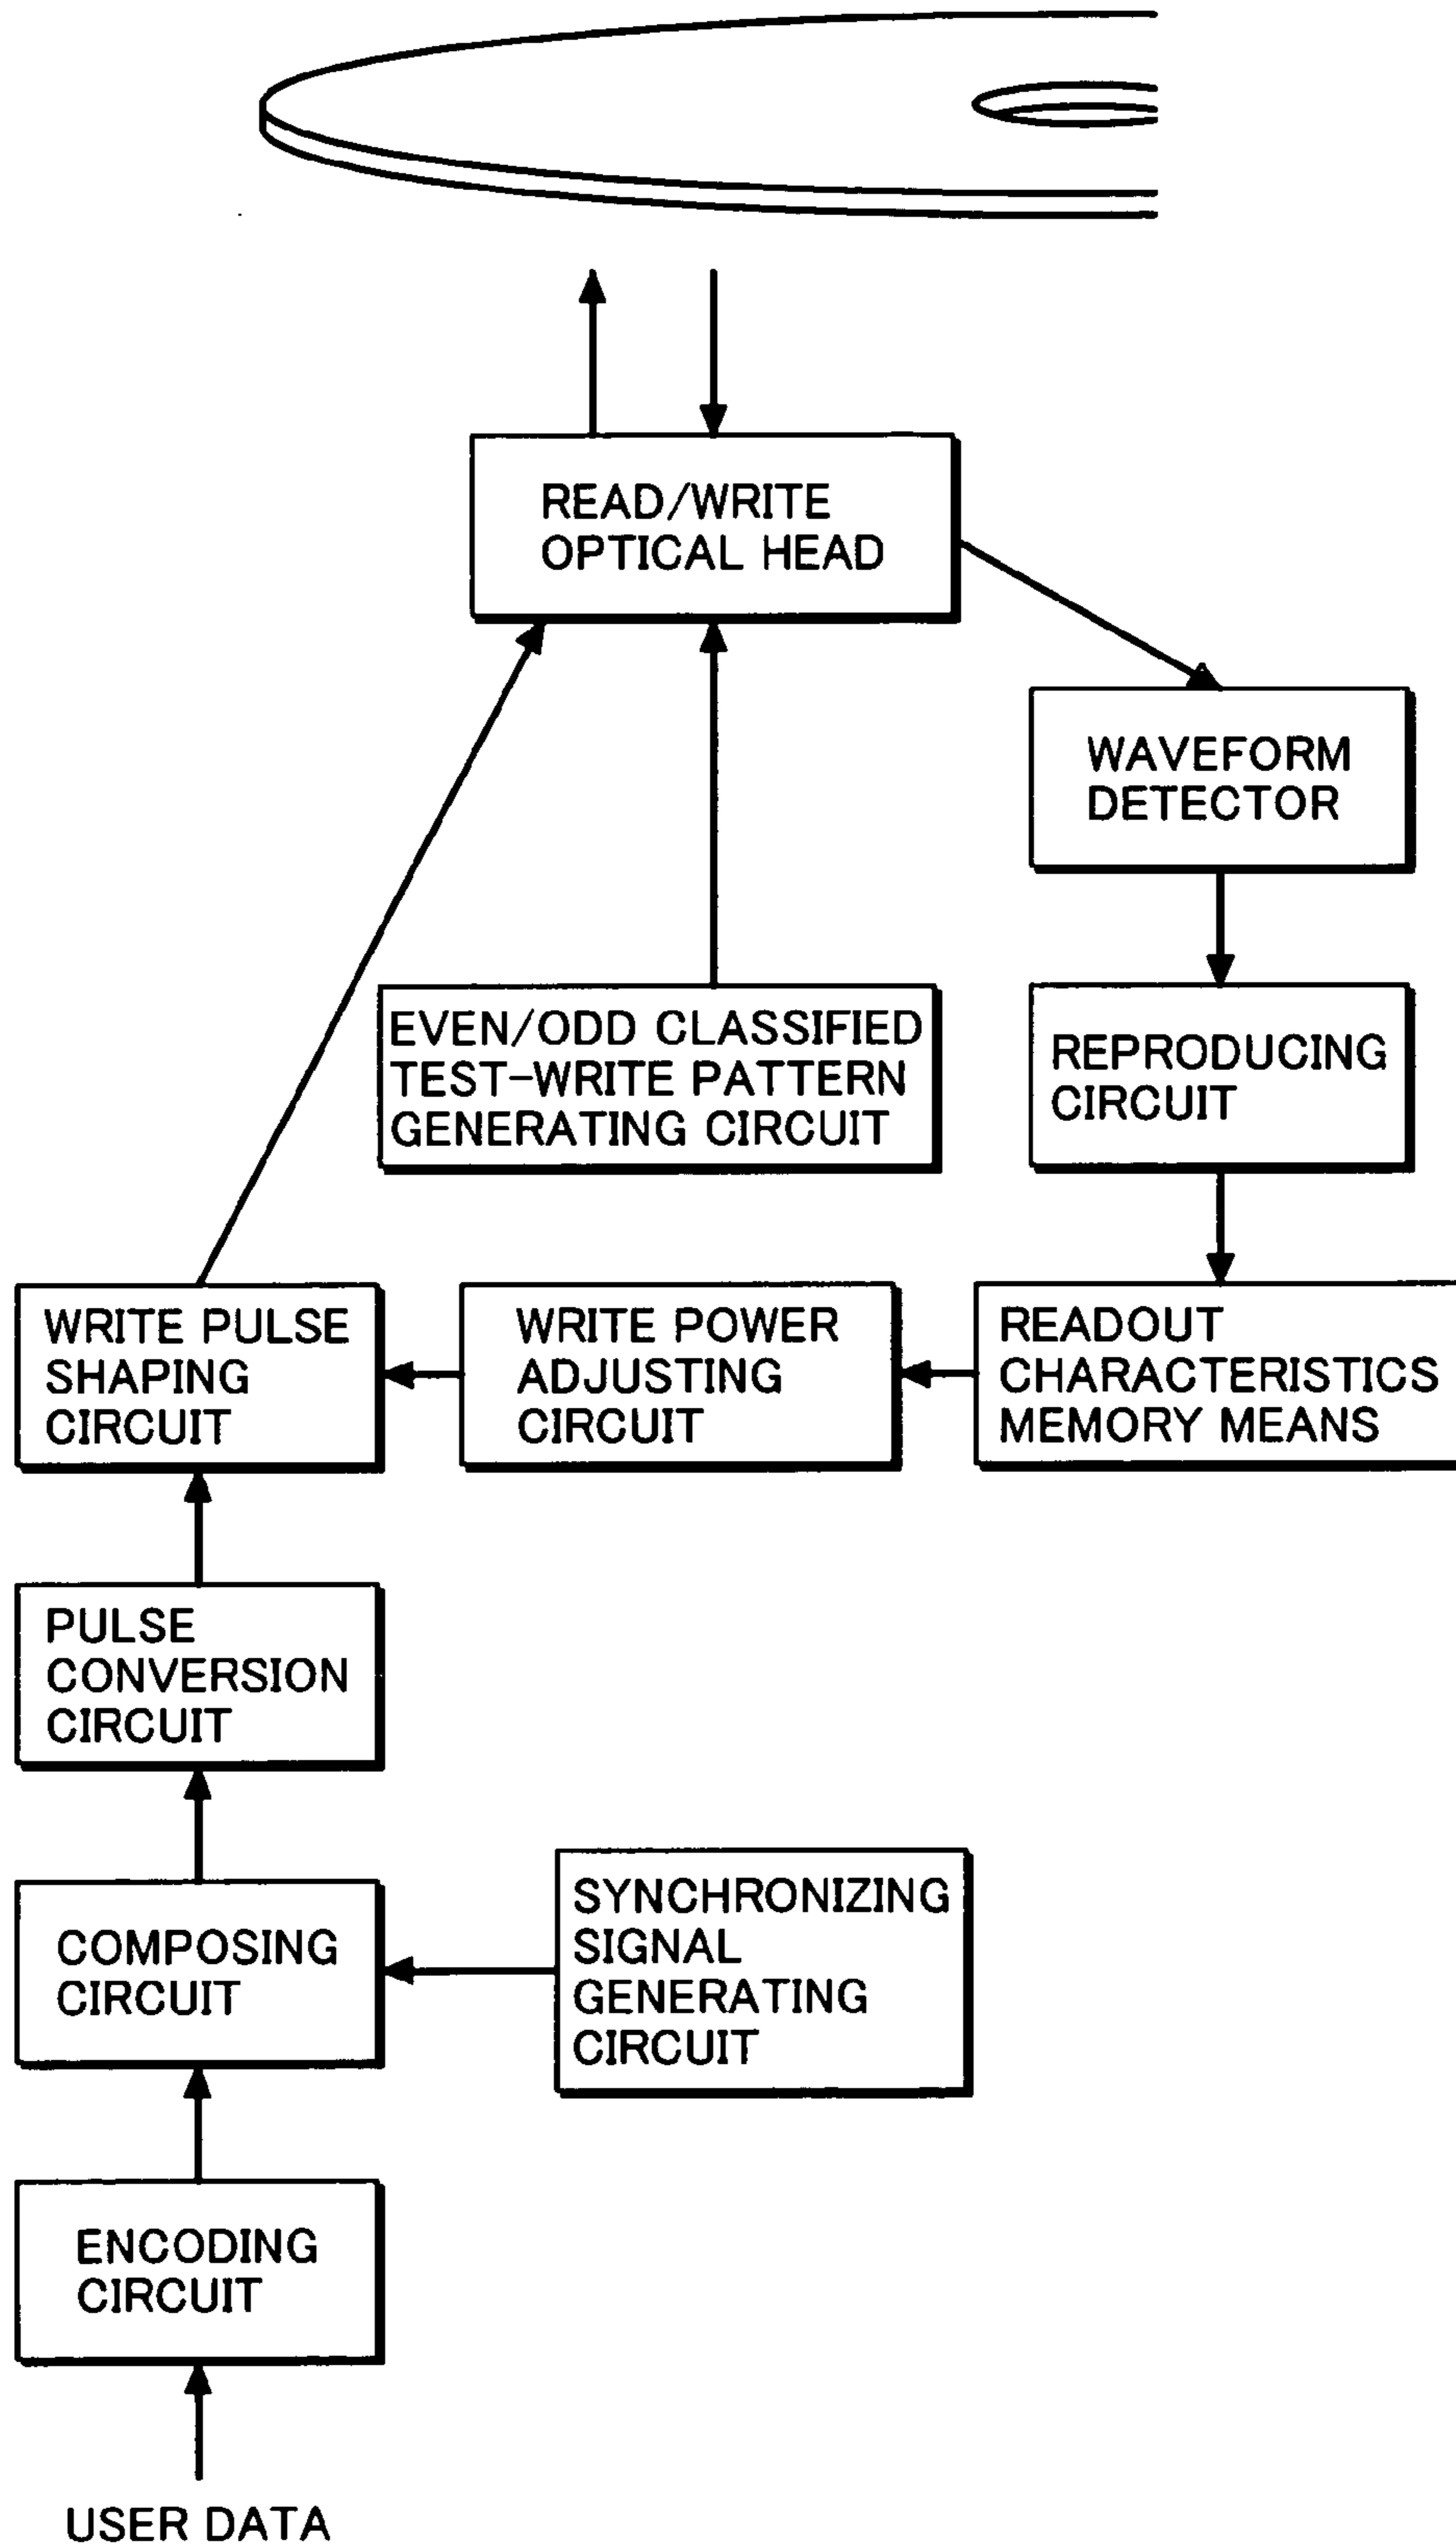 READ/WRITE
OPTICAL HEAD
WAVEFORM
DETECTOR
EVEN/ODD CLASSIFIED
TEST-WRITE PATTERN
GENERATING CIRCUIT
REPRODUCING
CIRCUIT
WRITE PULSE
SHAPING
CIRCUIT
WRITE POWER
ADJUSTING
CIRCUIT
READOUT
CHARACTERISTICS
MEMORY MEANS
PULSE
CONVERSION
CIRCUIT
COMPOSING
CIRCUIT
SYNCHRONIZING
SIGNAL
GENERATING
CIRCUIT
ENCODING
CIRCUIT
USER DATA